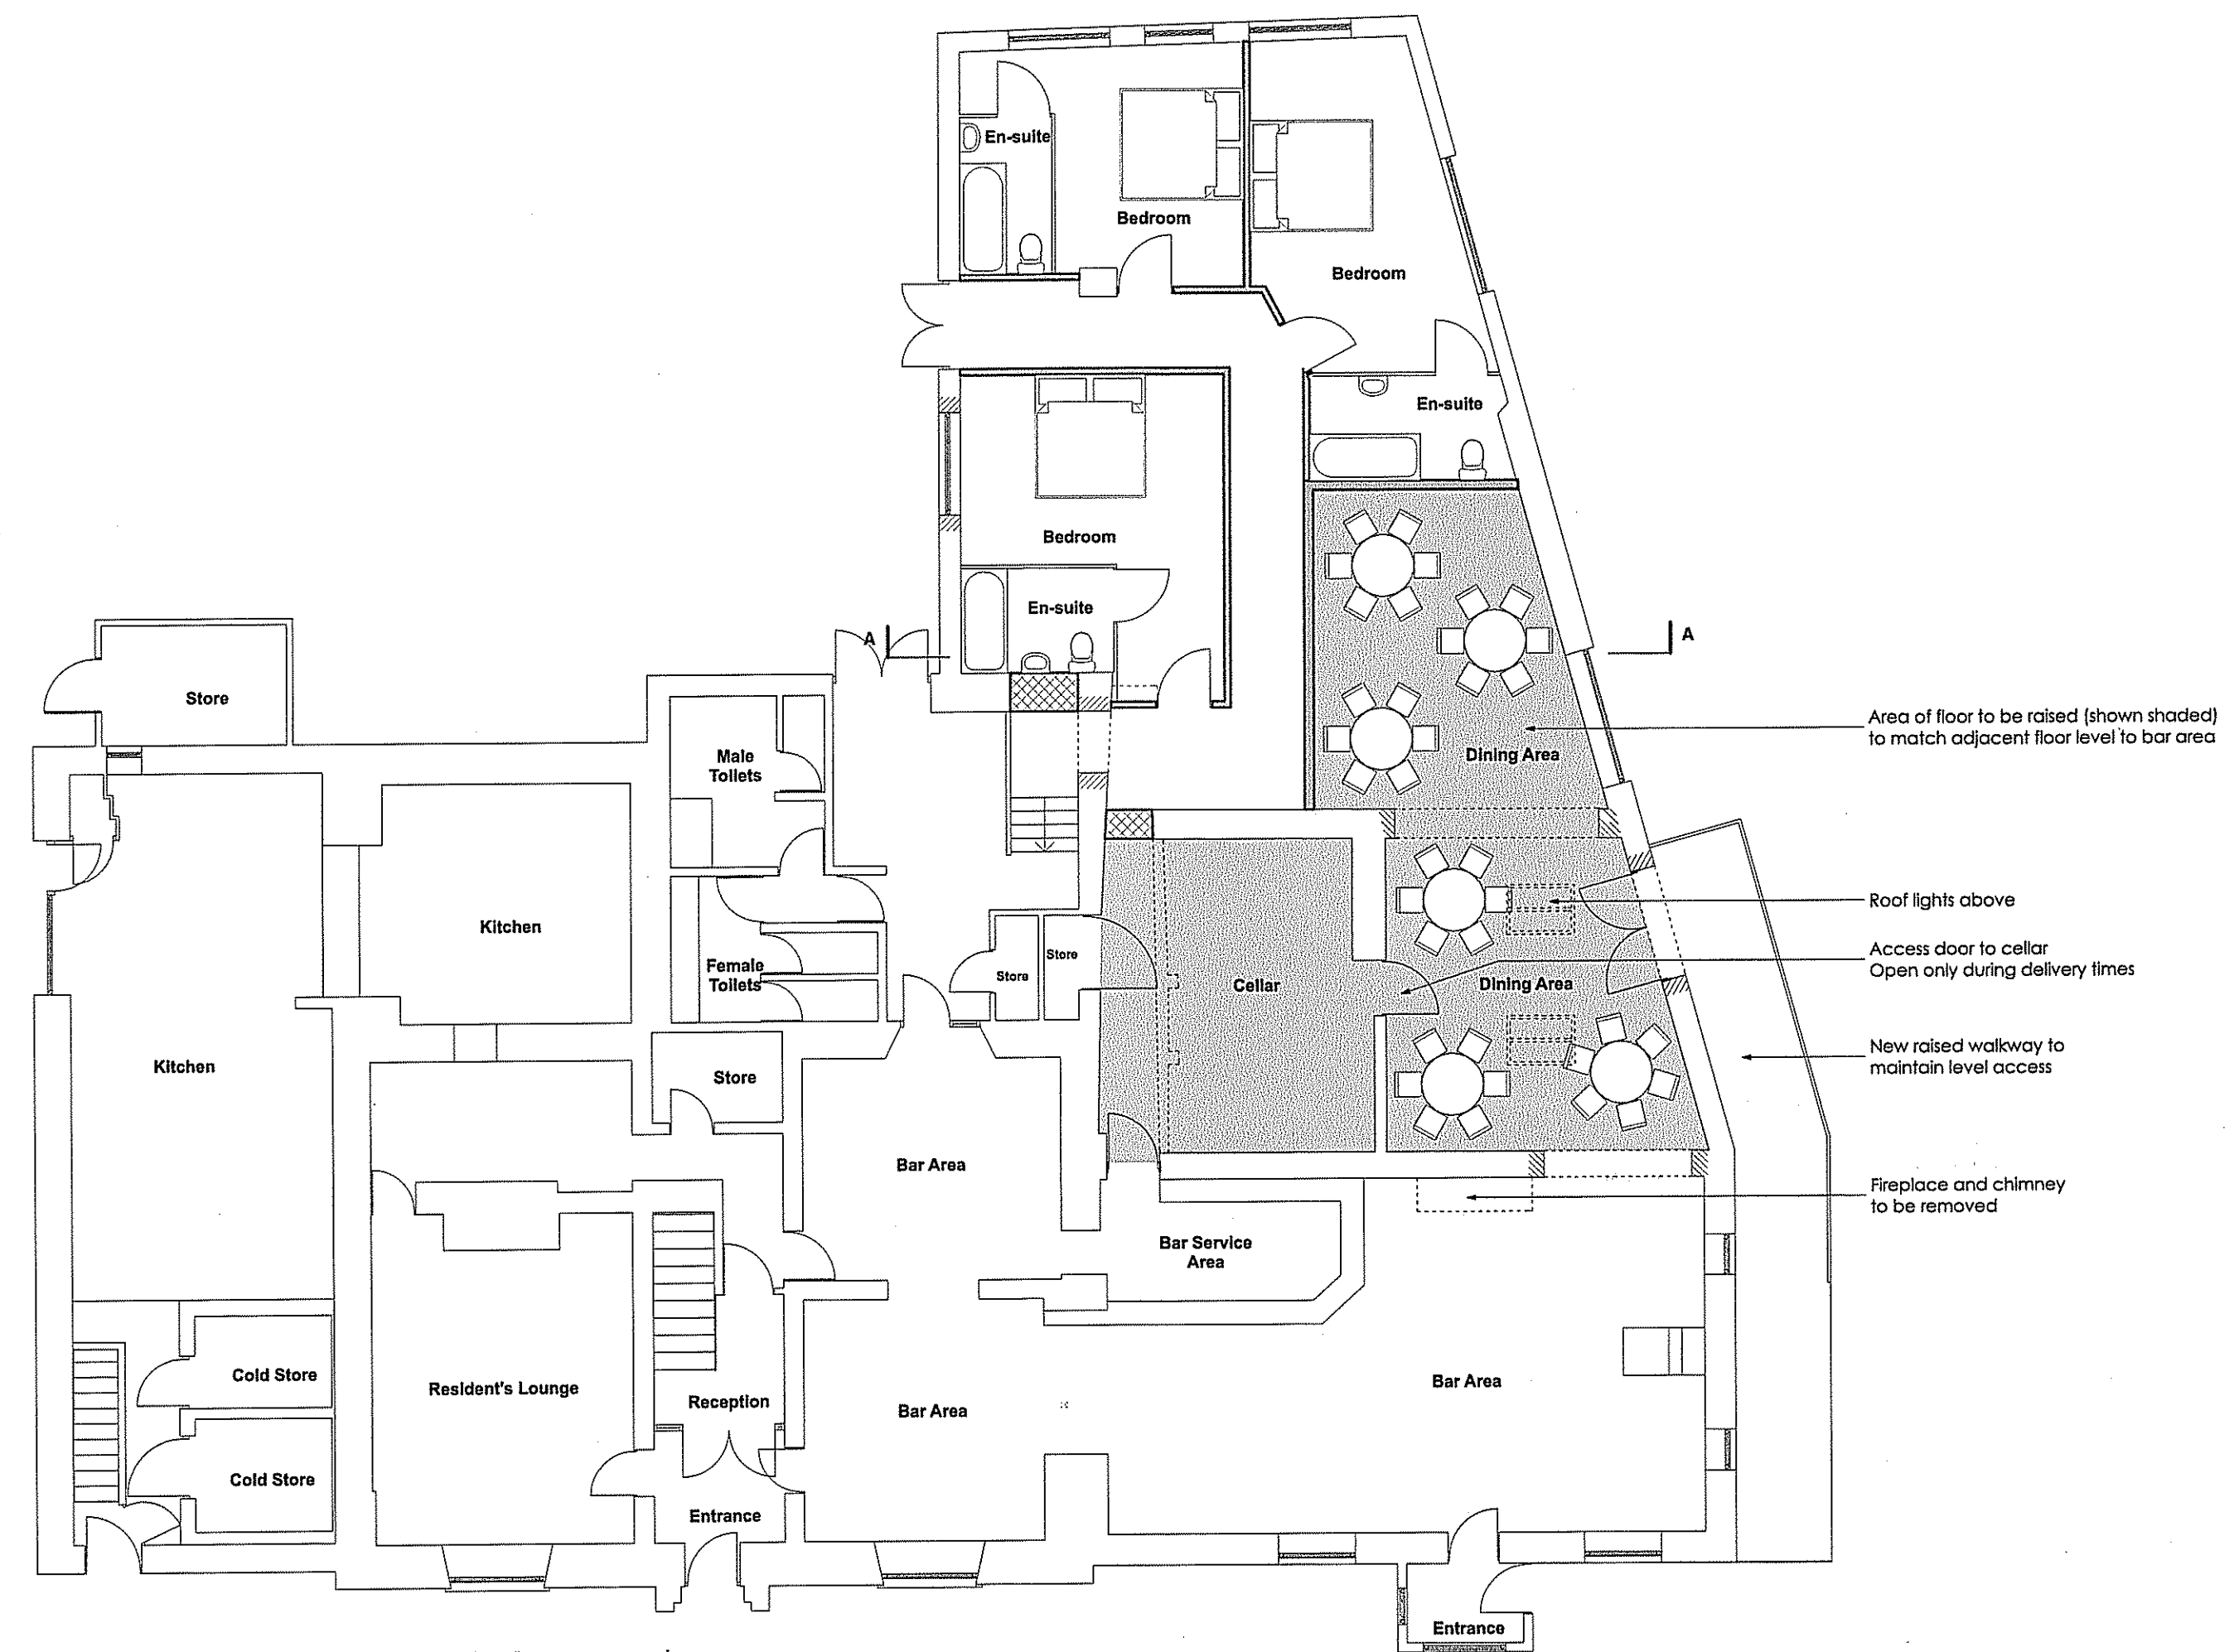 En-suite
Bedroom
Bedroom
En-suite
Bedroom
En-suite
A
A
Store
Area of floor to be raised (shown shaded)
to match adjacent floor level to bar area
Dining Area
Male
Toilets
Roof lights above
Kitchen
Access door to cellar
Open only during delivery times
Female
Toilets
Store
Store
Cellar
Dining Area
Kitchen
Store
New raised walkway to
maintain level access
Bar Area
Fireplace and chimney
to be removed
Bar Service
Area
Cold Store
Resident's Lounge
Reception
Bar Area
Bar Area
Cold Store
Entrance
Entrance